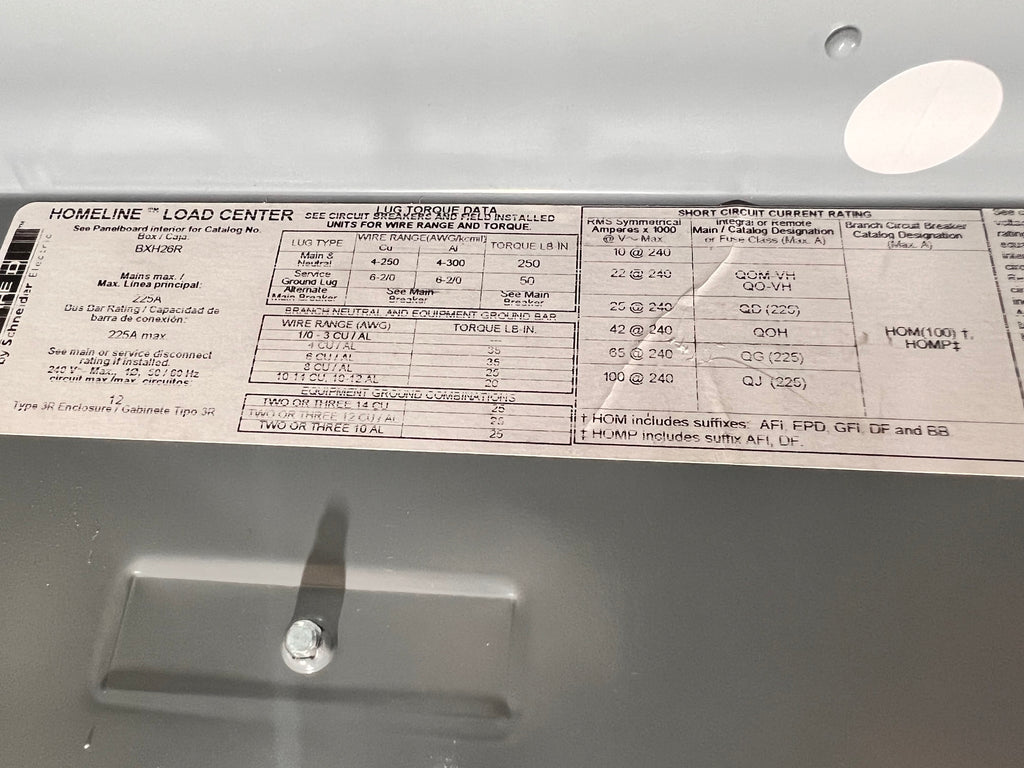 by Schneider Electric
HOMELINE™ LOAD CENTER
See Panelboard interior for Catalog No.
Box / Caja:
BXH26R
Mains max. /
Max. Linea principal:
225A
Bus Bar Rating / Capacidad de
barra de conexión:
225A max
See main or service disconnect
rating if installed.
240 V~ Max., 1Ø, 50 / 60 Hz
circuit max./max. circuitos:
12
Type 3R Enclosure / Gabinete Tipo 3R
LUG TORQUE DATA
SEE CIRCUIT BREAKERS AND FIELD INSTALLED
UNITS FOR WIRE RANGE AND TORQUE.
LUG TYPE WIRE RANGE(AWG/kcmil) TORQUE LB IN.
Cu Al
Main & Neutral 4-250 4-300 250
Service Ground Lug 6-2/0 6-2/0 50
Alternate Main Breaker See Main Breaker See Main Breaker
BRANCH NEUTRAL AND EQUIPMENT GROUND BAR
WIRE RANGE (AWG) TORQUE LB-IN.
1/0 - 3 CU / AL
4 CU / AL 35
6 CU / AL 35
8 CU / AL 25
10-14 CU, 10-12 AL 20
EQUIPMENT GROUND COMBINATIONS
TWO OR THREE 14 CU 25
TWO OR THREE 12 CU / AL 25
TWO OR THREE 10 AL 25
SHORT CIRCUIT CURRENT RATING
RMS Symmetrical Amperes x 1000 @ V~ Max. Integral or Remote Main / Catalog Designation or Fuse Class (Max. A) Branch Circuit Breaker Catalog Designation (Max. A)
10 @ 240
22 @ 240 QOM-VH
QO-VH
25 @ 240 QD (225)
42 @ 240 QOH HOM(100) †,
HOMP‡
65 @ 240 QG (225)
100 @ 240 QJ (225)
† HOM includes suffixes: AFI, EPD, GFI, DF and BB
‡ HOMP includes suffix AFI, DF.